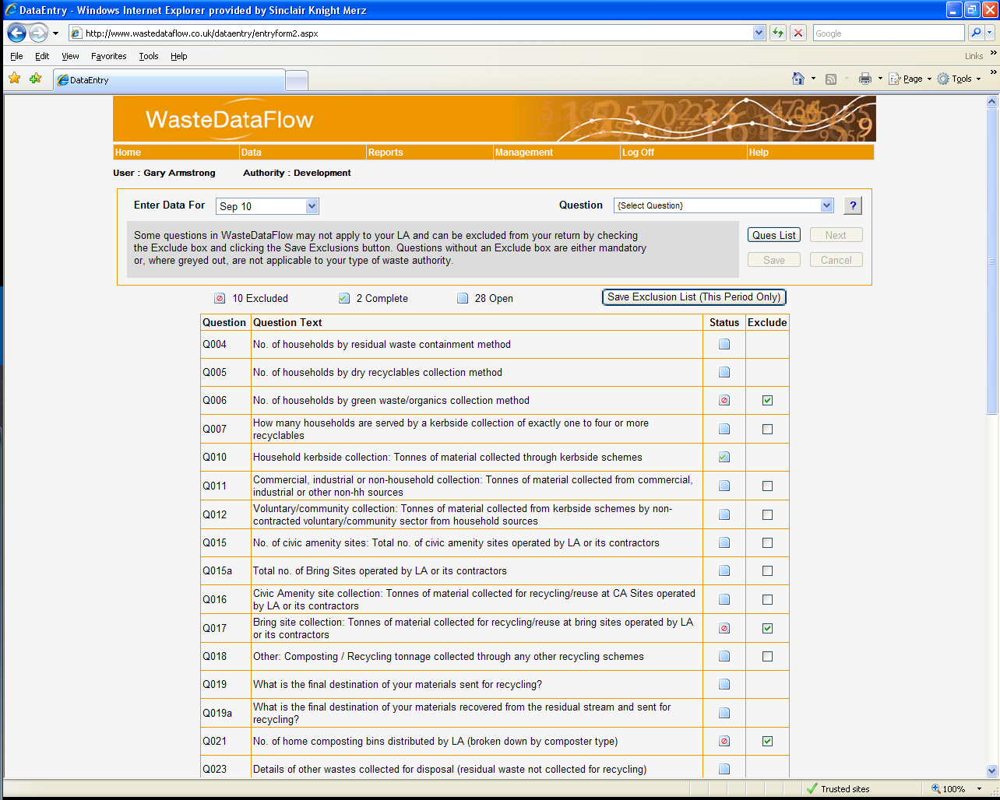 DataEntry - Windows Internet Explorer provided by Sinclair Knight Merz
http://www.wastedataflow.co.uk/dataentry/entryform2.aspx
Google
File Edit View Favorites Tools Help
Links
DataEntry
Page Tools
WasteDataFlow
Home Data Reports Management Log Off Help
User : Gary Armstrong Authority : Development
Enter Data For Sep 10 Question {Select Question} ?
Some questions in WasteDataFlow may not apply to your LA and can be excluded from your return by checking
the Exclude box and clicking the Save Exclusions button. Questions without an Exclude box are either mandatory
or, where greyed out, are not applicable to your type of waste authority.
Ques List Next
Save Cancel
10 Excluded 2 Complete 28 Open Save Exclusion List (This Period Only)
Question Question Text Status Exclude
Q004 No. of households by residual waste containment method
Q005 No. of households by dry recyclables collection method
Q006 No. of households by green waste/organics collection method
Q007 How many households are served by a kerbside collection of exactly one to four or more
recyclables
Q010 Household kerbside collection: Tonnes of material collected through kerbside schemes
Q011 Commercial, industrial or non-household collection: Tonnes of material collected from commercial,
industrial or other non-hh sources
Q012 Voluntary/community collection: Tonnes of material collected from kerbside schemes by non-
contracted voluntary/community sector from household sources
Q015 No. of civic amenity sites: Total no. of civic amenity sites operated by LA or its contractors
Q015a Total no. of Bring Sites operated by LA or its contractors
Q016 Civic Amenity site collection: Tonnes of material collected for recycling/reuse at CA Sites operated
by LA or its contractors
Q017 Bring site collection: Tonnes of material collected for recycling/reuse at bring sites operated by LA
or its contractors
Q018 Other: Composting / Recycling tonnage collected through any other recycling schemes
Q019 What is the final destination of your materials sent for recycling?
Q019a What is the final destination of your materials recovered from the residual stream and sent for
recycling?
Q021 No. of home composting bins distributed by LA (broken down by composter type)
Q023 Details of other wastes collected for disposal (residual waste not collected for recycling)
Trusted sites 100%